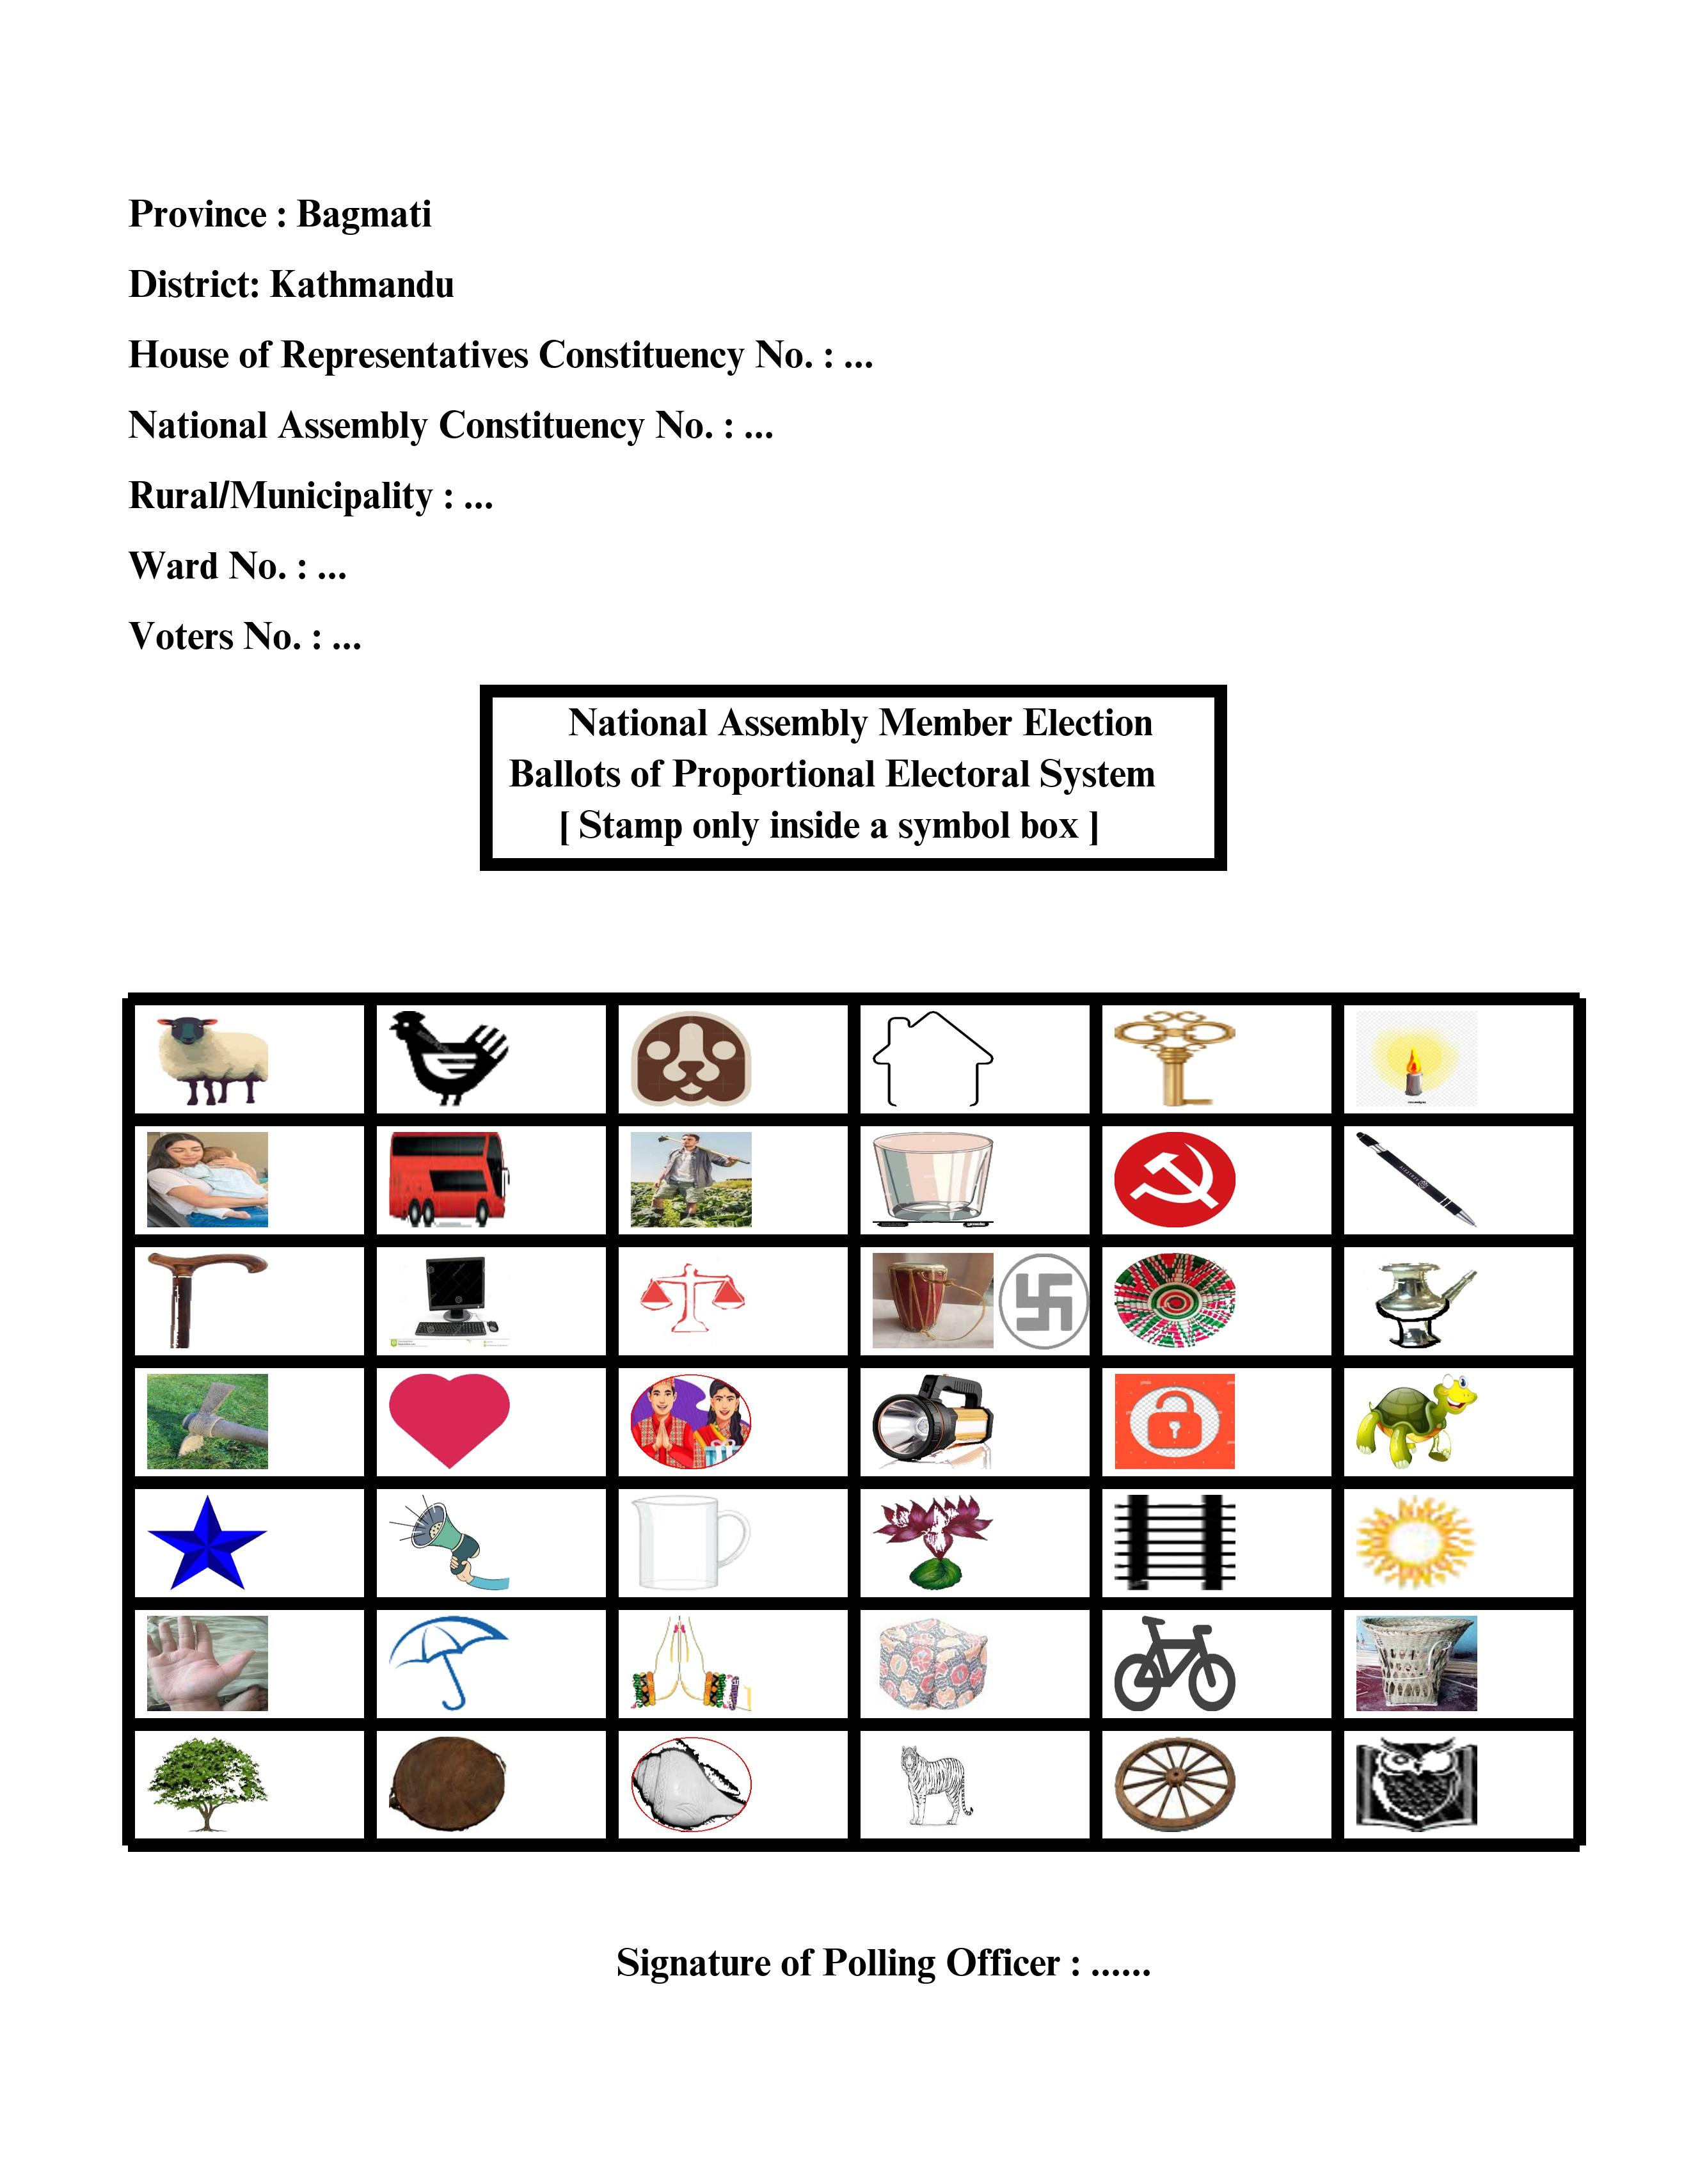 Province : Bagmati
District: Kathmandu
House of Representatives Constituency No. : ...
National Assembly Constituency No. : ...
Rural/Municipality : ...
Ward No. : ...
Voters No. : ...
National Assembly Member Election
Ballots of Proportional Electoral System
[ Stamp only inside a symbol box ]
Signature of Polling Officer : ......